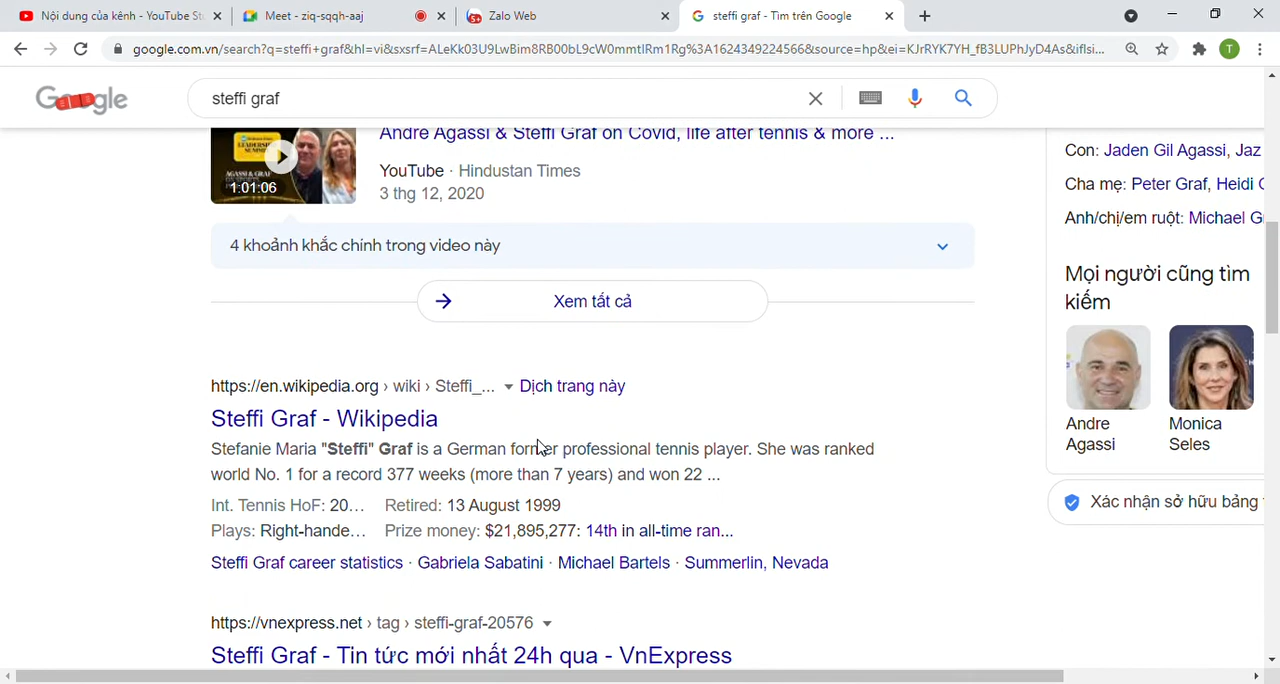 Nội dung của kênh - YouTube St
Meet - ziq-sqqh-aaj
Zalo Web
steffi graf - Tìm trên Google
google.com.vn/search?q=steffi+graf&hl=vi&sxsrf=ALeKk03U9LwBim8RB00bL9cW0mmtIRm1Rg%3A1624349224566&source=hp&ei=KJrRYK7YH_fB3LUPhJyD4As&iflsi...
T
Google
steffi graf
Andre Agassi & Steffi Graf on Covid, life after tennis & more ...
YouTube · Hindustan Times
3 thg 12, 2020
LEADERSHIP
SUMMIT
AGASSI & GRAF
1:01:06
4 khoảnh khắc chính trong video này
Xem tất cả
https://en.wikipedia.org › wiki › Steffi_... Dịch trang này
Steffi Graf - Wikipedia
Stefanie Maria "Steffi" Graf is a German former professional tennis player. She was ranked
world No. 1 for a record 377 weeks (more than 7 years) and won 22 ...
Int. Tennis HoF: 20... Retired: 13 August 1999
Plays: Right-hande... Prize money: $21,895,277: 14th in all-time ran...
Steffi Graf career statistics · Gabriela Sabatini · Michael Bartels · Summerlin, Nevada
https://vnexpress.net › tag › steffi-graf-20576
Steffi Graf - Tin tức mới nhất 24h qua - VnExpress
Con: Jaden Gil Agassi, Jaz
Cha mẹ: Peter Graf, Heidi
Anh/chị/em ruột: Michael G
Mọi người cũng tìm
kiếm
Andre
Agassi
Monica
Seles
Xác nhận sở hữu bảng